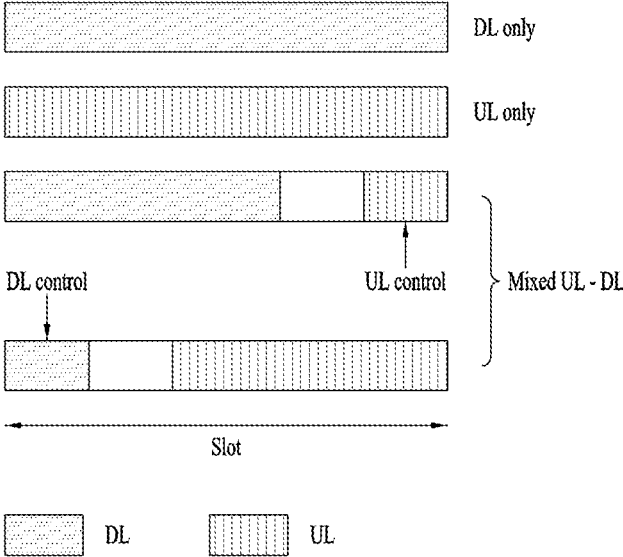 DL only
UL only
DL control
UL control
Mixed UL - DL
Slot
DL
UL